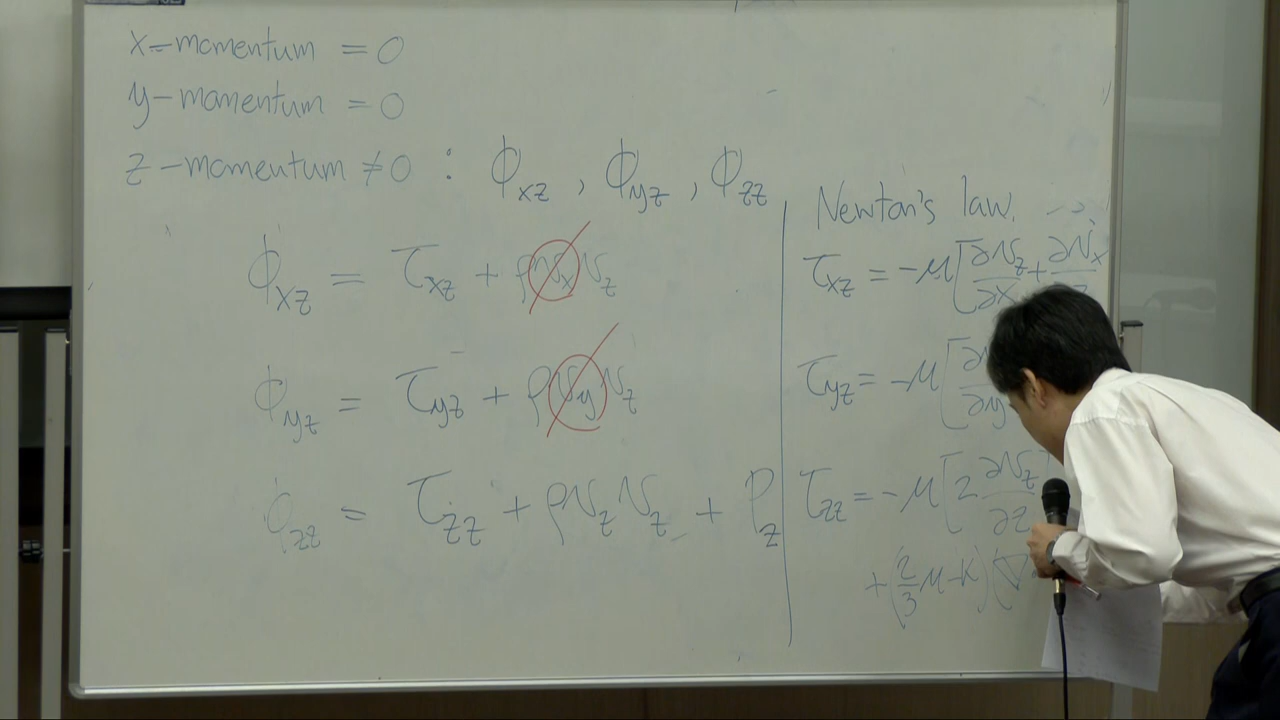 x-momentum = 0
y-momentum = 0
z-momentum ≠ 0 : ϕxz , ϕyz , ϕzz
ϕxz = τxz + ρvxvz
ϕyz = τyz + ρvyvz
ϕzz = τzz + ρvzvz + Pz
Newton's law.
τxz = -μ[∂vz/∂x + ∂vx/
τyz = -μ[∂
∂y
τzz = -μ[2 ∂vz/∂z
+ (2/3 μ - κ)(∇